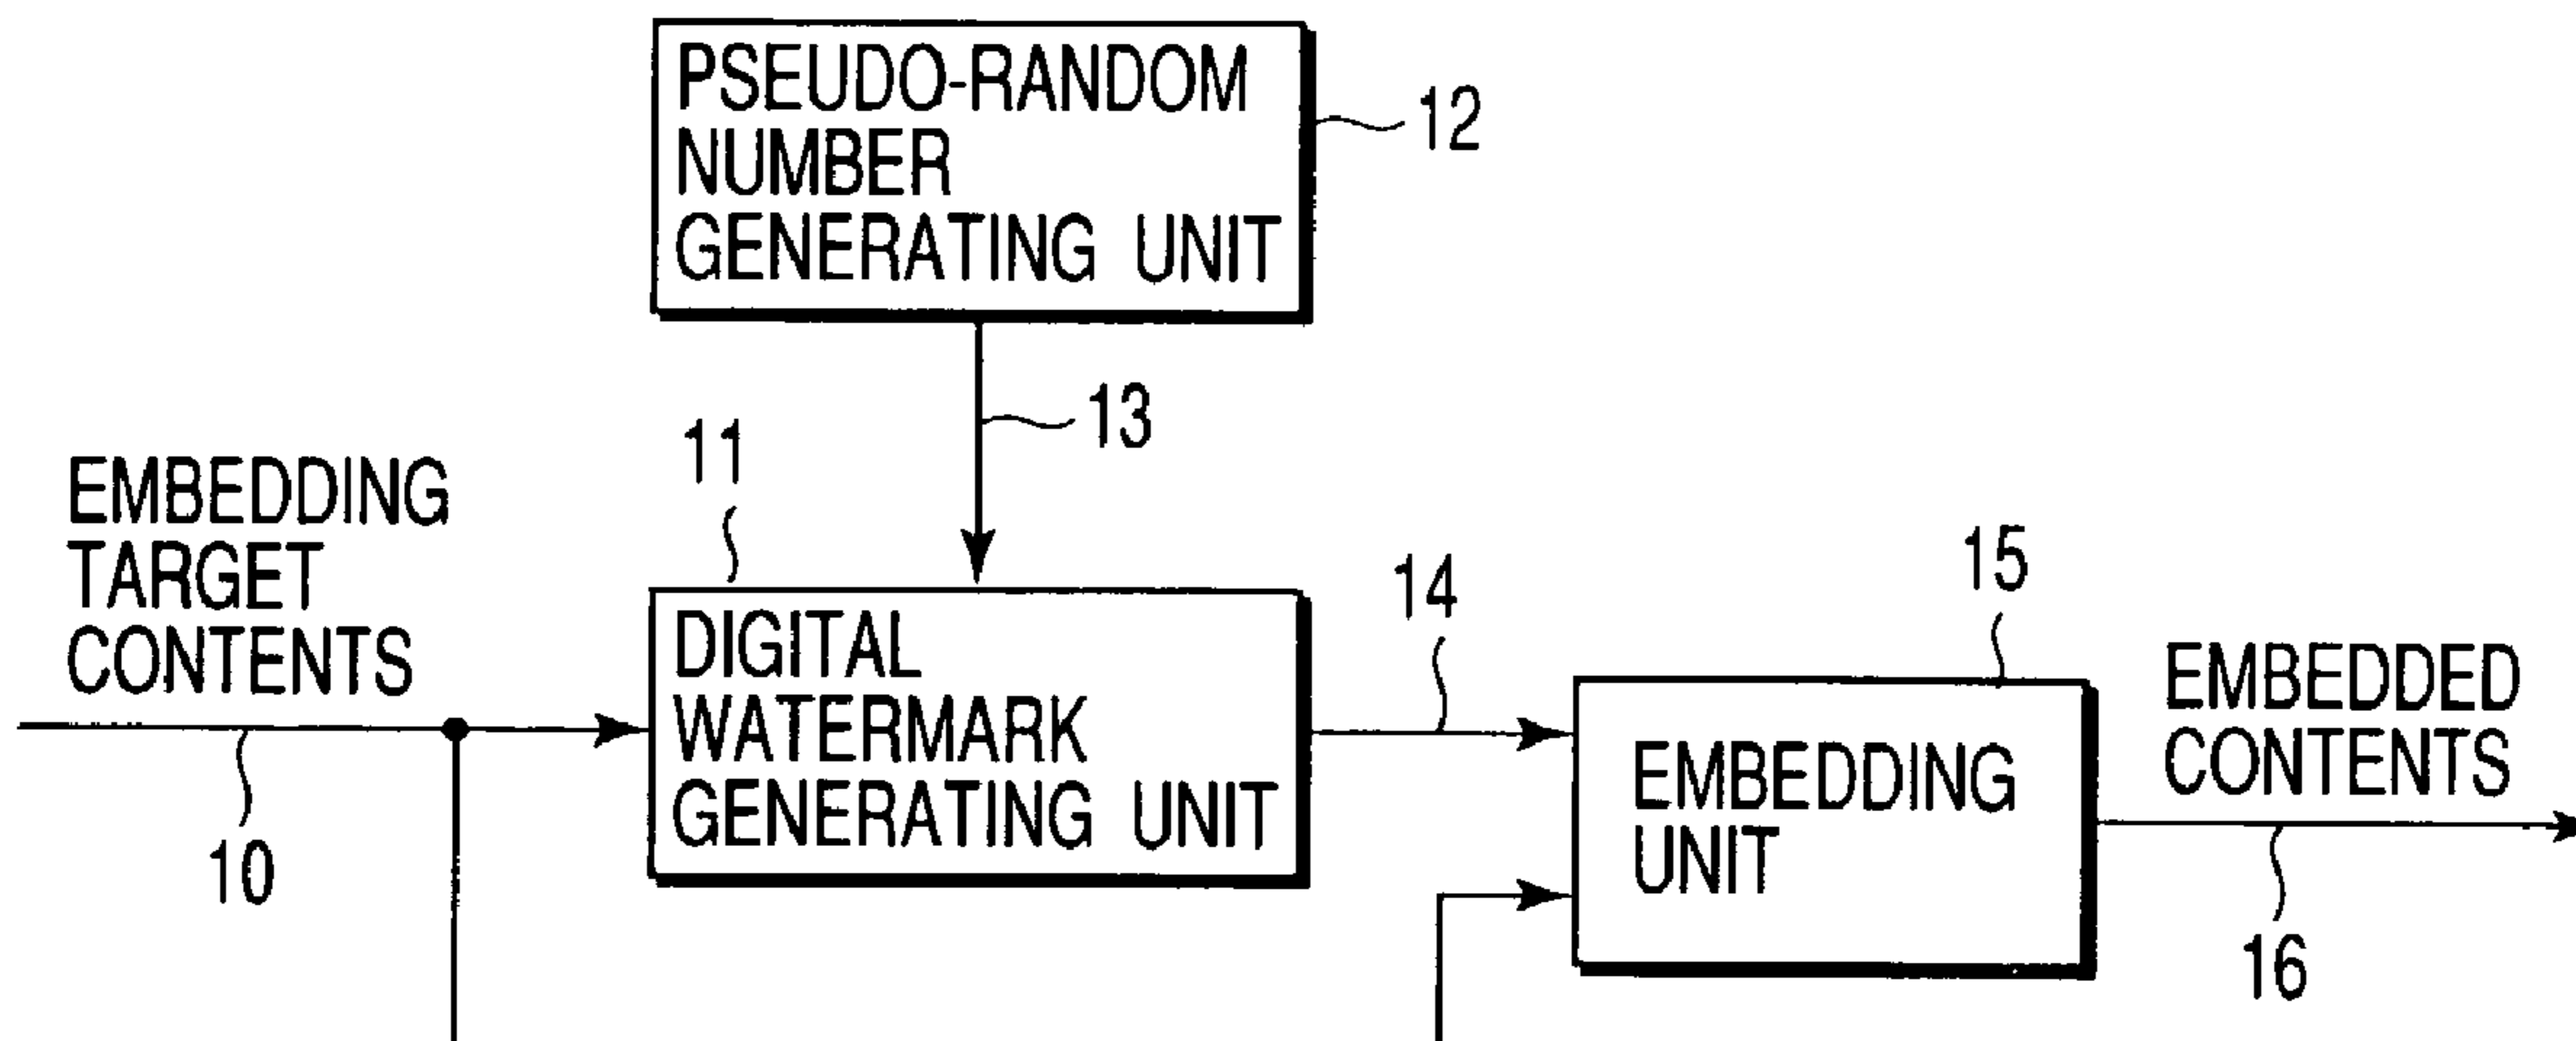 PSEUDO-RANDOM
NUMBER
GENERATING UNIT
12
13
11
EMBEDDING
TARGET
CONTENTS
10
DIGITAL
WATERMARK
GENERATING UNIT
14
15
EMBEDDING
UNIT
EMBEDDED
CONTENTS
16